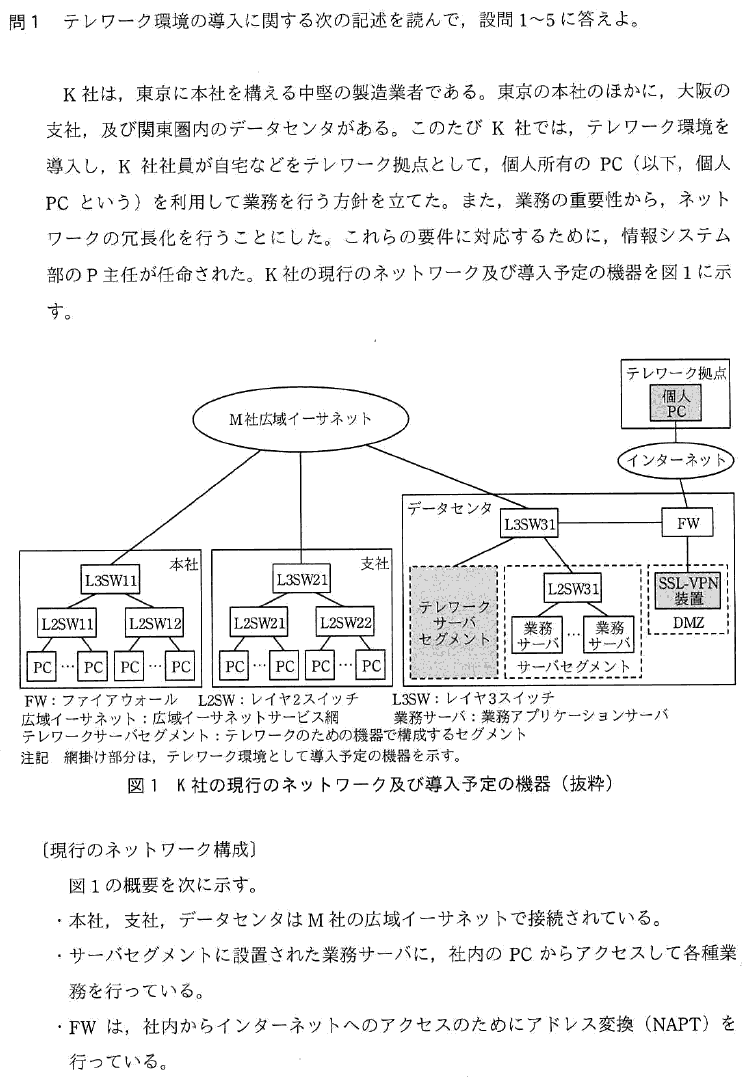 問1 テレワーク環境の導入に関する次の記述を読んで，設問1～5に答えよ。
K社は，東京に本社を構える中堅の製造業者である。東京の本社のほかに，大阪の
支社，及び関東圏内のデータセンタがある。このたびK社では，テレワーク環境を
導入し，K社社員が自宅などをテレワーク拠点として，個人所有のPC（以下，個人
PCという）を利用して業務を行う方針を立てた。また，業務の重要性から，ネット
ワークの冗長化を行うことにした。これらの要件に対応するために，情報システム
部のP主任が任命された。K社の現行のネットワーク及び導入予定の機器を図1に示
す。
テレワーク拠点
個人
PC
M社広域イーサネット
インターネット
データセンタ
L3SW31
FW
本社
L3SW11
支社
L3SW21
テレワーク
サーバ
セグメント
L2SW31
SSL-VPN
装置
DMZ
L2SW11
L2SW12
L2SW21
L2SW22
業務
サーバ
…
業務
サーバ
サーバセグメント
PC … PC
PC … PC
PC … PC
PC … PC
FW：ファイアウォール L2SW：レイヤ2スイッチ L3SW：レイヤ3スイッチ
広域イーサネット：広域イーサネットサービス網 業務サーバ：業務アプリケーションサーバ
テレワークサーバセグメント：テレワークのための機器で構成するセグメント
注記 網掛け部分は，テレワーク環境として導入予定の機器を示す。
図1 K社の現行のネットワーク及び導入予定の機器（抜粋）
〔現行のネットワーク構成〕
図1の概要を次に示す。
・本社，支社，データセンタはM社の広域イーサネットで接続されている。
・サーバセグメントに設置された業務サーバに，社内のPCからアクセスして各種業
務を行っている。
・FWは，社内からインターネットへのアクセスのためにアドレス変換（NAPT）を
行っている。